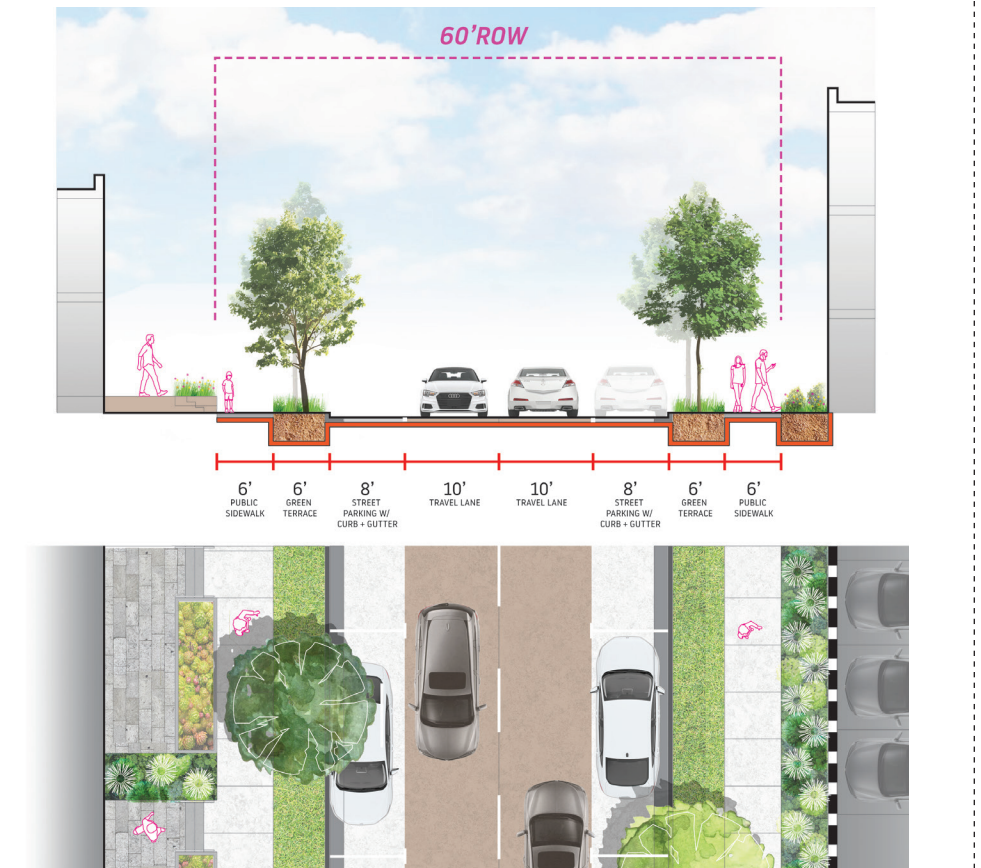 60'ROW
6' 6' 8' 10' 10' 8' 6' 6'
PUBLIC SIDEWALK
GREEN TERRACE
STREET PARKING W/ CURB + GUTTER
TRAVEL LANE
TRAVEL LANE
STREET PARKING W/ CURB + GUTTER
GREEN TERRACE
PUBLIC SIDEWALK